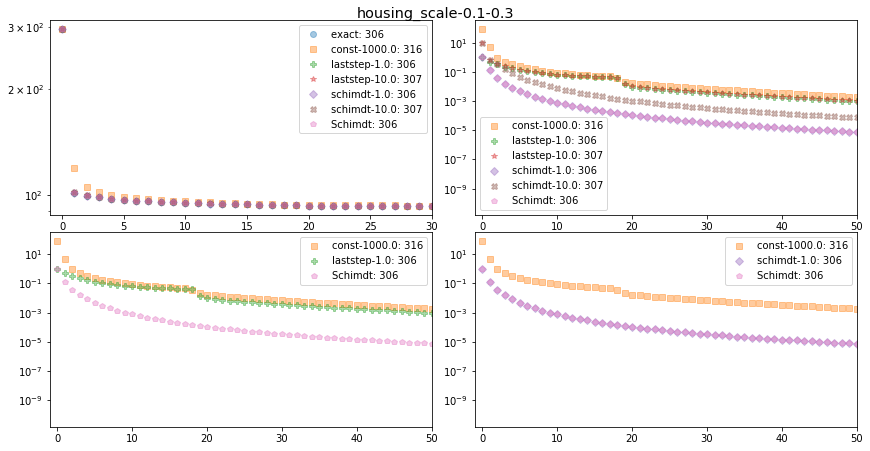 housing_scale-0.1-0.3
3 × 10²
2 × 10²
10²
exact: 306
const-1000.0: 316
laststep-1.0: 306
laststep-10.0: 307
schimdt-1.0: 306
schimdt-10.0: 307
Schimdt: 306
0 5 10 15 20 25 30
10¹
10⁻¹
10⁻³
10⁻⁵
10⁻⁷
10⁻⁹
const-1000.0: 316
laststep-1.0: 306
laststep-10.0: 307
schimdt-1.0: 306
schimdt-10.0: 307
Schimdt: 306
0 10 20 30 40 50
10¹
10⁻¹
10⁻³
10⁻⁵
10⁻⁷
10⁻⁹
const-1000.0: 316
laststep-1.0: 306
Schimdt: 306
0 10 20 30 40 50
10¹
10⁻¹
10⁻³
10⁻⁵
10⁻⁷
10⁻⁹
const-1000.0: 316
schimdt-1.0: 306
Schimdt: 306
0 10 20 30 40 50